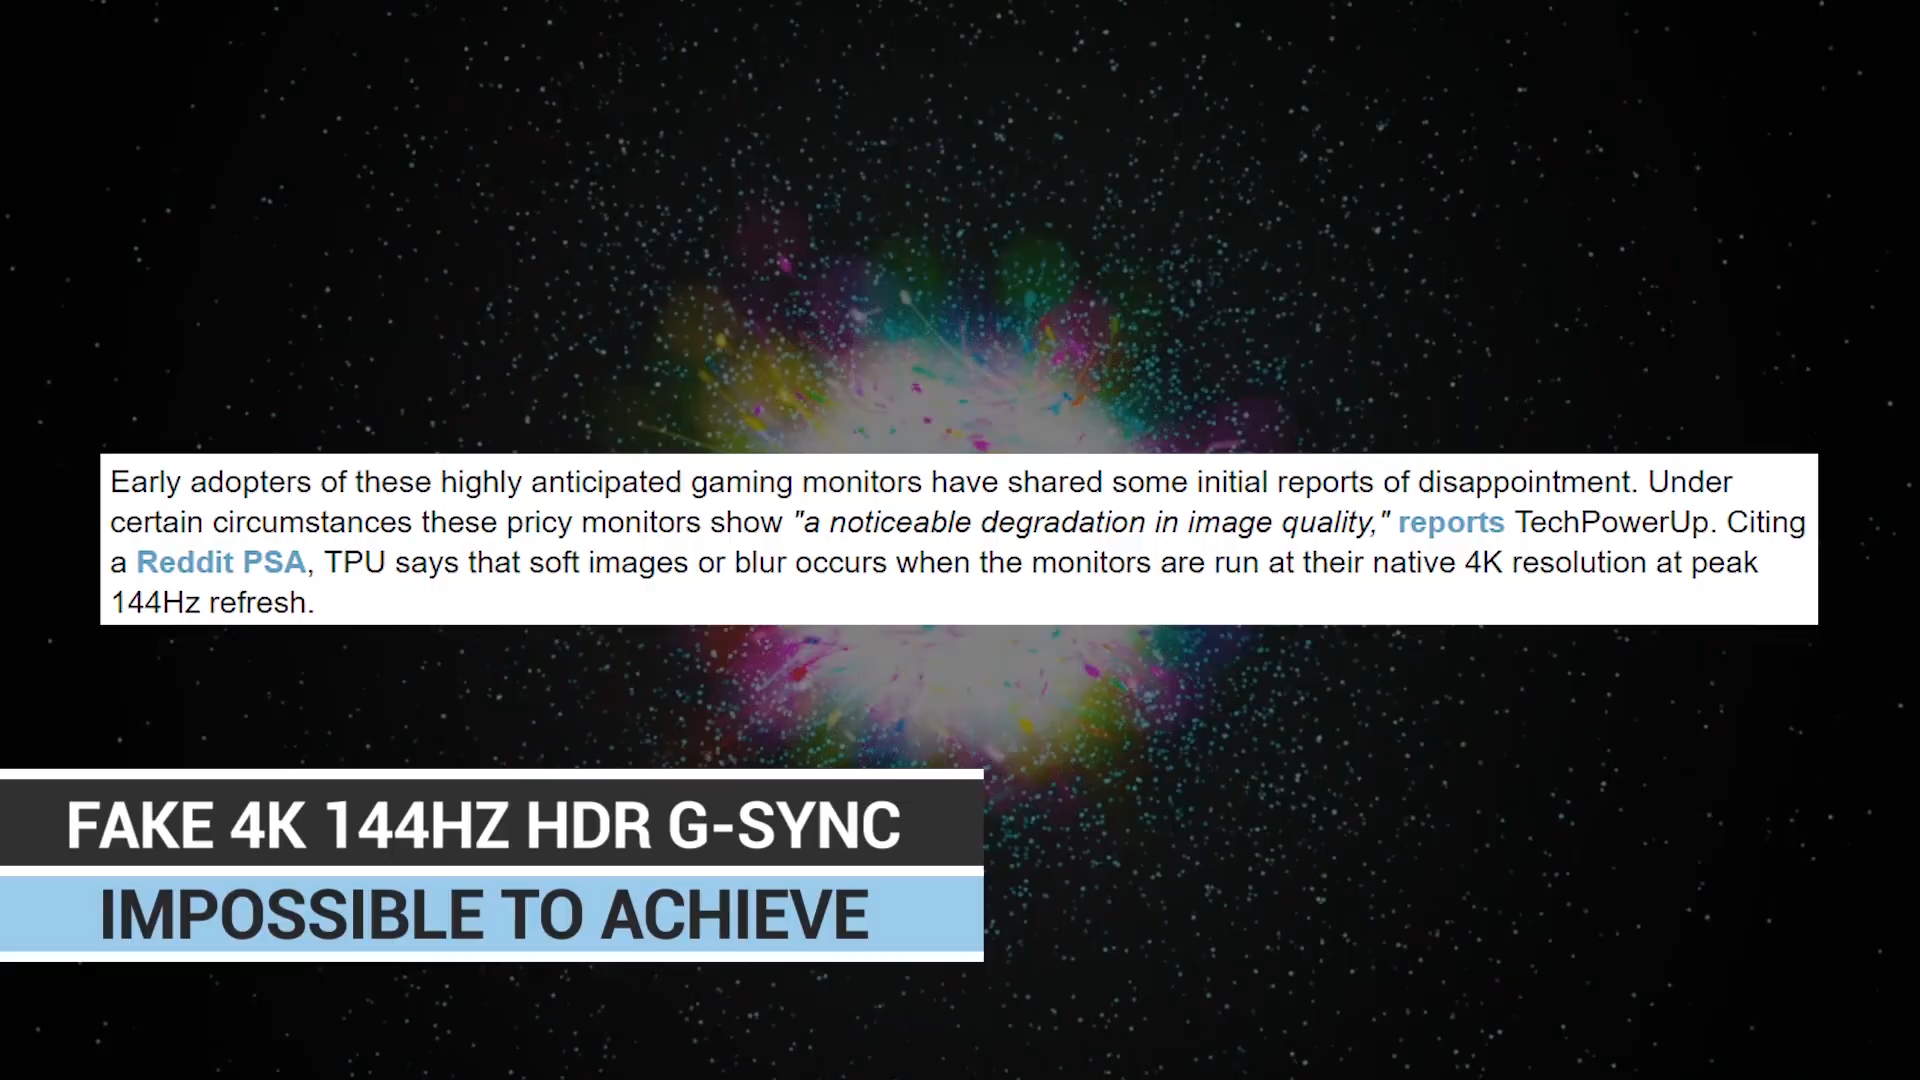 Early adopters of these highly anticipated gaming monitors have shared some initial reports of disappointment. Under
certain circumstances these pricy monitors show "a noticeable degradation in image quality," reports TechPowerUp. Citing
a Reddit PSA, TPU says that soft images or blur occurs when the monitors are run at their native 4K resolution at peak
144Hz refresh.
FAKE 4K 144HZ HDR G-SYNC
IMPOSSIBLE TO ACHIEVE